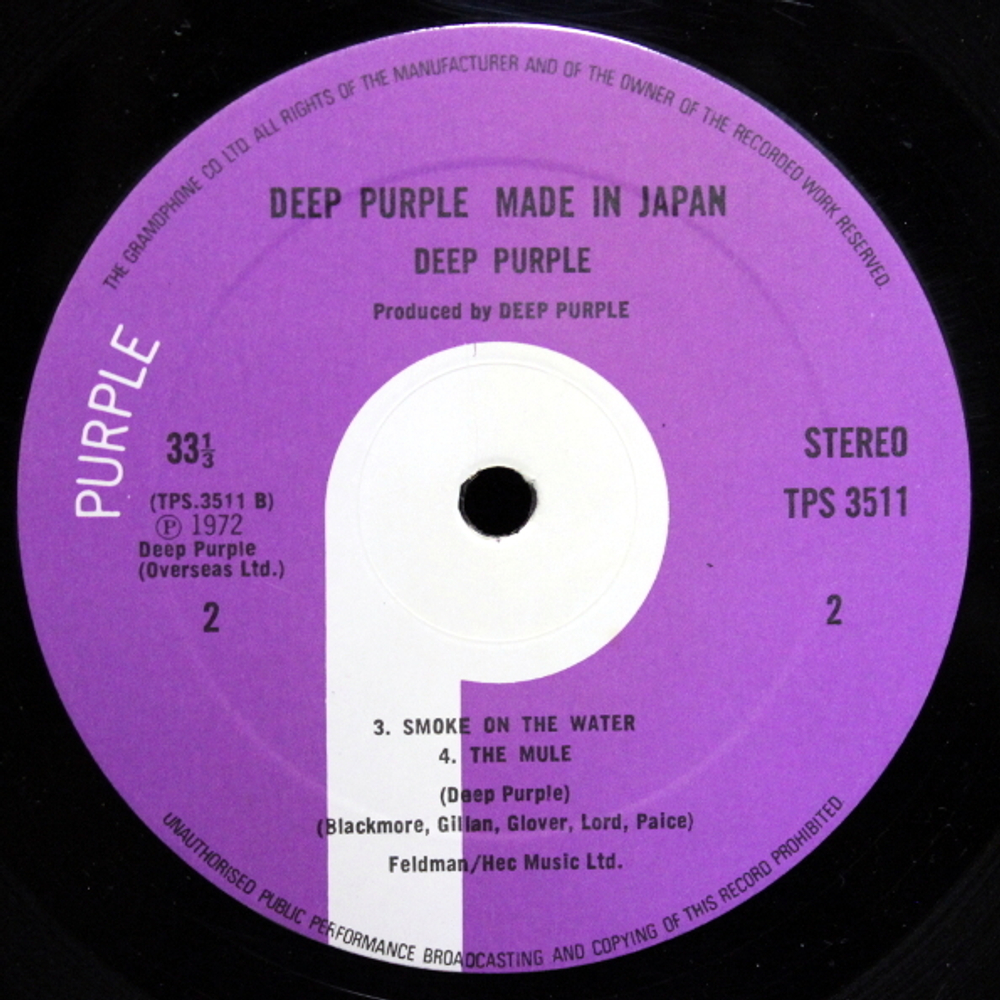 THE GRAMOPHONE CO LTD. ALL RIGHTS OF THE MANUFACTURER AND OF THE OWNER OF THE RECORDED WORK RESERVED.
DEEP PURPLE MADE IN JAPAN
DEEP PURPLE
Produced by DEEP PURPLE
PURPLE
33⅓
STEREO
(TPS.3511 B)
TPS 3511
Ⓟ 1972
Deep Purple
(Overseas Ltd.)
2
2
3. SMOKE ON THE WATER
4. THE MULE
(Deep Purple)
(Blackmore, Gillan, Glover, Lord, Paice)
Feldman/Hec Music Ltd.
UNAUTHORISED PUBLIC PERFORMANCE BROADCASTING AND COPYING OF THIS RECORD PROHIBITED